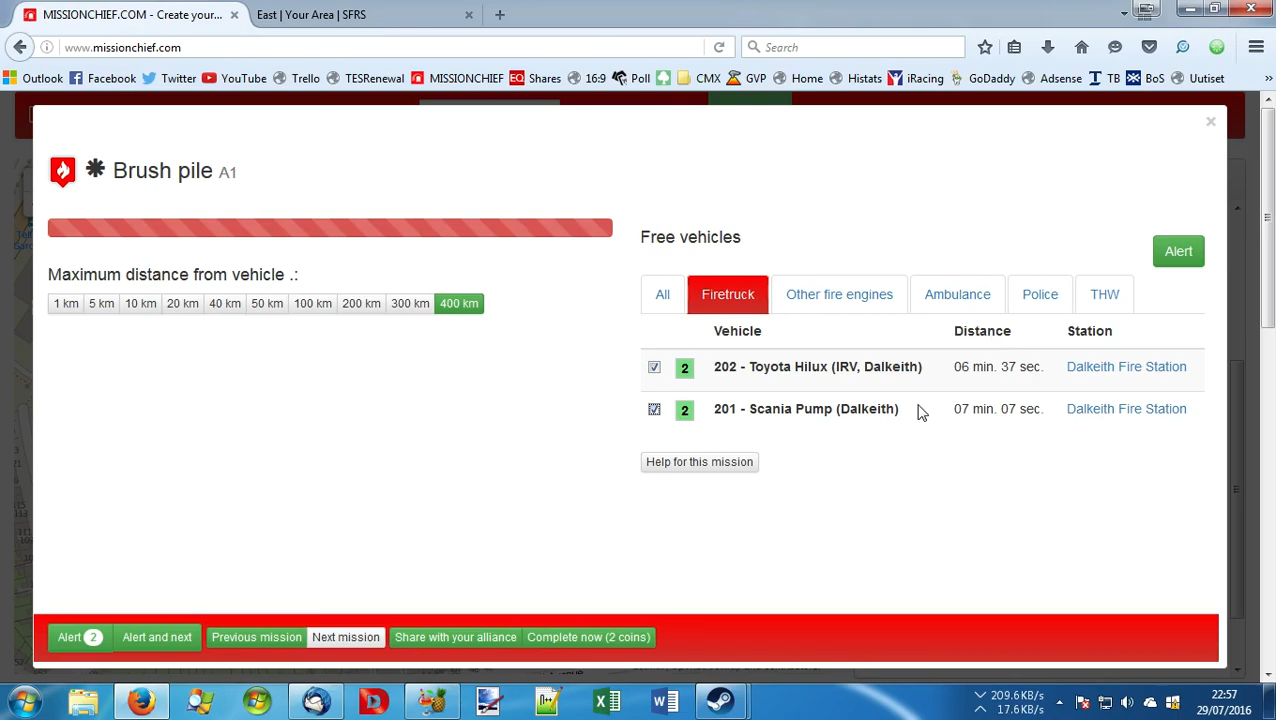 MISSIONCHIEF.COM - Create your... ×
East | Your Area | SFRS ×
www.missionchief.com
Search
Outlook Facebook Twitter YouTube Trello TESRenewal MISSIONCHIEF EQ Shares 16:9 Poll CMX GVP Home Histats iRacing GoDaddy Adsense TB BoS Uutiset »
×
Brush pile A1
Free vehicles
Alert
Maximum distance from vehicle .:
1 km 5 km 10 km 20 km 40 km 50 km 100 km 200 km 300 km 400 km
All Firetruck Other fire engines Ambulance Police THW
Vehicle Distance Station
2 202 - Toyota Hilux (IRV, Dalkeith) 06 min. 37 sec. Dalkeith Fire Station
2 201 - Scania Pump (Dalkeith) 07 min. 07 sec. Dalkeith Fire Station
Help for this mission
Alert 2 Alert and next Previous mission Next mission Share with your alliance Complete now (2 coins)
209.6KB/s
17.6KB/s
22:57
29/07/2016